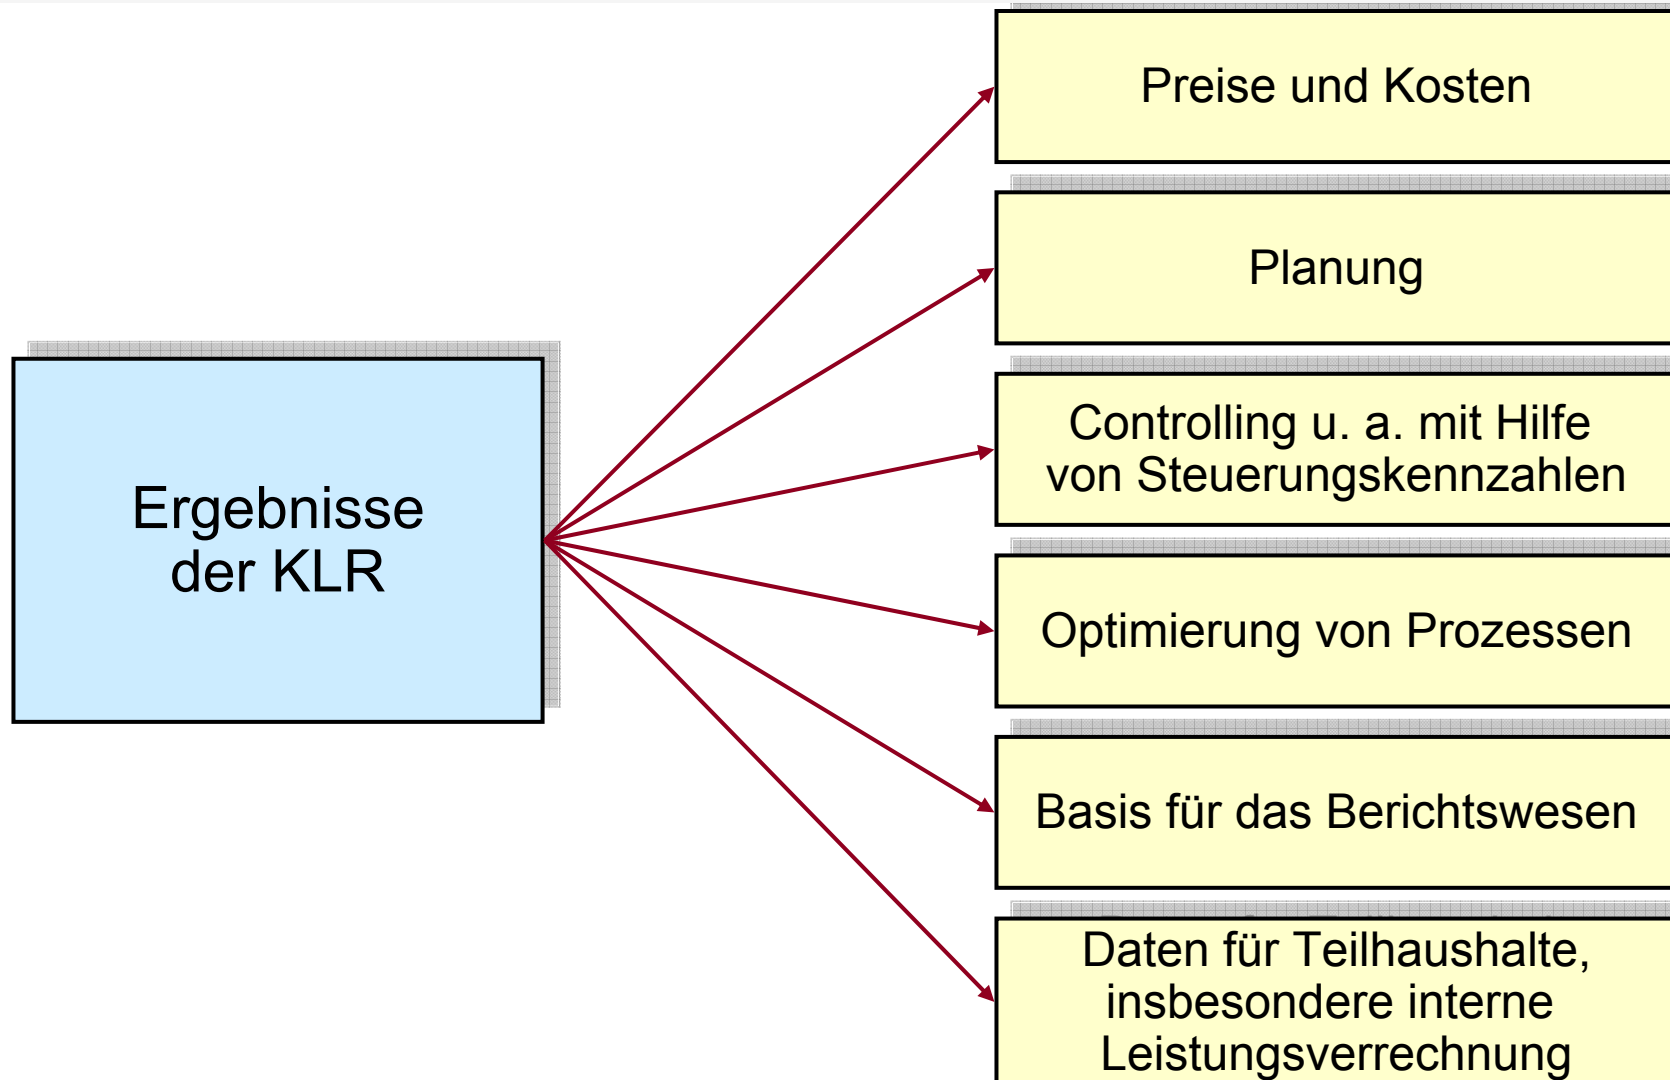 Preise und Kosten
Planung
Controlling u. a. mit Hilfe
von Steuerungskennzahlen
Ergebnisse
der KLR
Optimierung von Prozessen
Basis für das Berichtswesen
Daten für Teilhaushalte,
insbesondere interne
Leistungsverrechnung